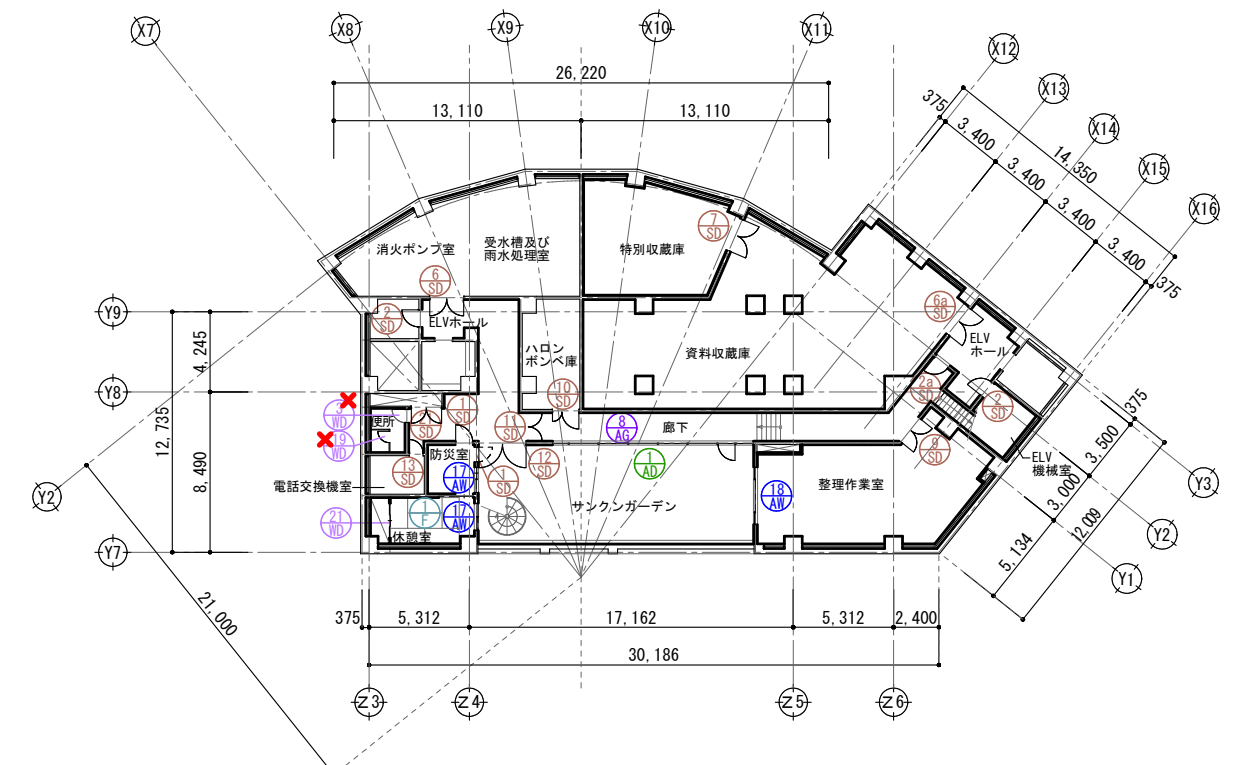 X7
X8
X9
X10
X11
X12
X13
X14
X15
X16
26,220
13,110
13,110
375
3,400
3,400
3,400
3,400
14,350
375
消火ポンプ室
受水槽及び
雨水処理室
特別収蔵庫
7
SD
6
SD
2
SD
ELVホール
ハロン
ボンベ庫
資料収蔵庫
6a
SD
ELV
ホール
Y9
Y8
Y7
4,245
12,735
8,490
3
WD
19
WD
便所
2
SD
1
SD
11
SD
10
SD
8
AG
廊下
2a
SD
2
SD
9
SD
防災室
13
SD
17
AW
1
SD
12
SD
1
AD
電話交換機室
サンクンガーデン
18
AW
整理作業室
ELV
機械室
21
WD
1
F
17
AW
休憩室
375
3,500
3,000
5,134
12,009
Y3
Y2
Y1
Y2
21,000
375
5,312
17,162
5,312
2,400
30,186
Z3
Z4
Z5
Z6